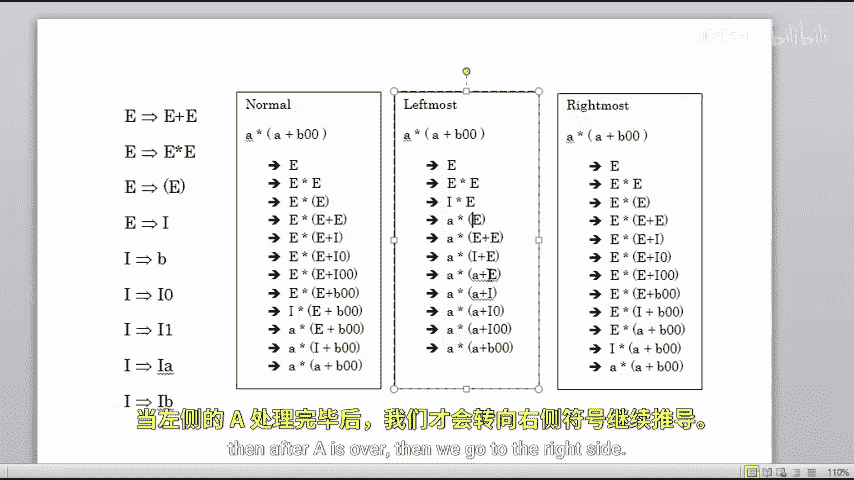 E ⇒ E+E
E ⇒ E*E
E ⇒ (E)
E ⇒ I
I ⇒ b
I ⇒ I0
I ⇒ I1
I ⇒ Ia
I ⇒ Ib
Normal
a * ( a + b00 )
➔ E
➔ E * E
➔ E * (E)
➔ E * (E+E)
➔ E * (E+I)
➔ E * (E+I0)
➔ E * (E+I00)
➔ E * (E+b00)
➔ I * (E + b00)
➔ a * (E + b00)
➔ a * (I + b00)
➔ a * (a + b00)
Leftmost
a * ( a + b00 )
➔ E
➔ E * E
➔ I * E
➔ a * (E)
➔ a * (E+E)
➔ a * (I+E)
➔ a * (a+E)
➔ a * (a+I)
➔ a * (a+I0)
➔ a * (a+I00)
➔ a * (a+b00)
Rightmost
a * ( a + b00 )
➔ E
➔ E * E
➔ E * (E)
➔ E * (E+E)
➔ E * (E+I)
➔ E * (E+I0)
➔ E * (E+I00)
➔ E * (E+b00)
➔ E * (I + b00)
➔ E * (a + b00)
➔ I * (a + b00)
➔ a * (a + b00)
当左侧的 A 处理完毕后，我们才会转向右侧符号继续推导。
then after A is over, then we go to the right side.
bilibili
110%